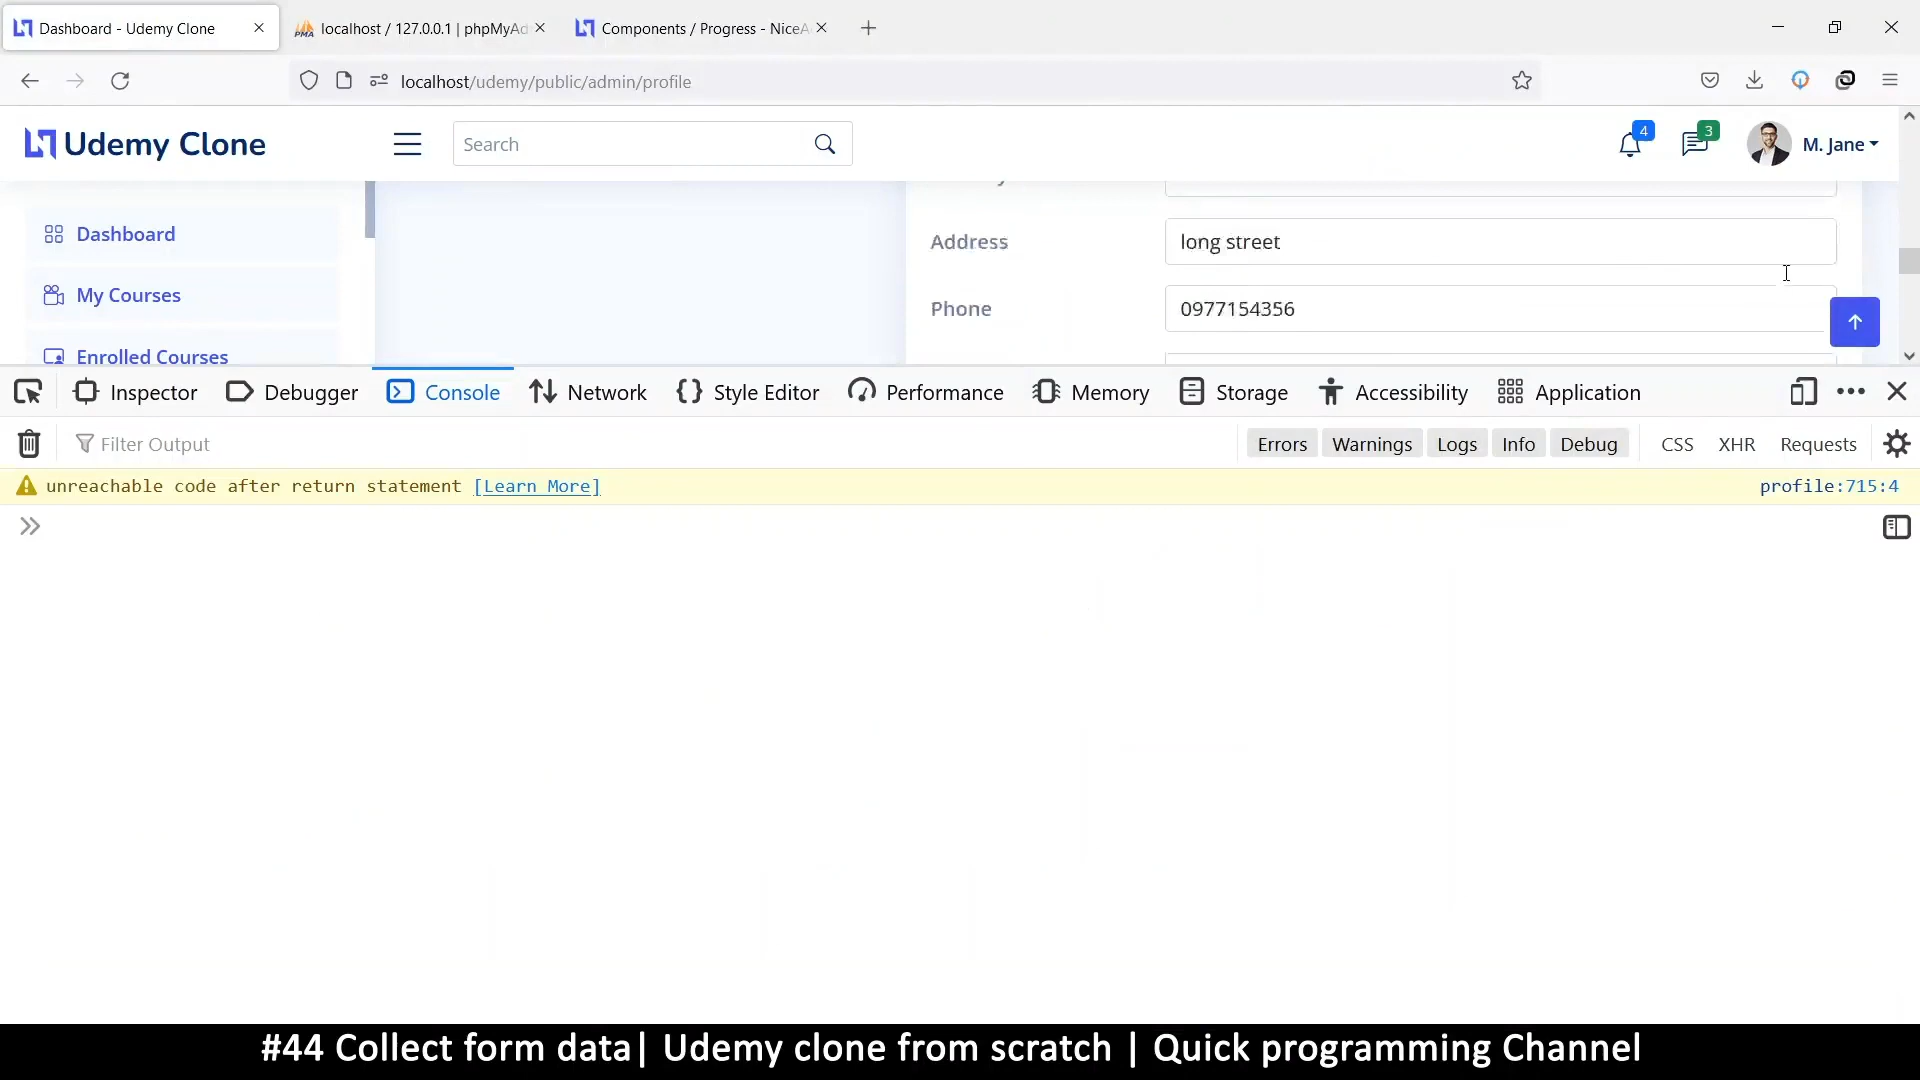 Dashboard - Udemy Clone
localhost / 127.0.0.1 | phpMyAd
Components / Progress - NiceA
localhost/udemy/public/admin/profile
Udemy Clone
Search
4
3
M. Jane
Dashboard
My Courses
Enrolled Courses
Address
long street
Phone
0977154356
Inspector
Debugger
Console
Network
Style Editor
Performance
Memory
Storage
Accessibility
Application
Filter Output
Errors
Warnings
Logs
Info
Debug
CSS
XHR
Requests
unreachable code after return statement [Learn More]
profile:715:4
#44 Collect form data| Udemy clone from scratch | Quick programming Channel